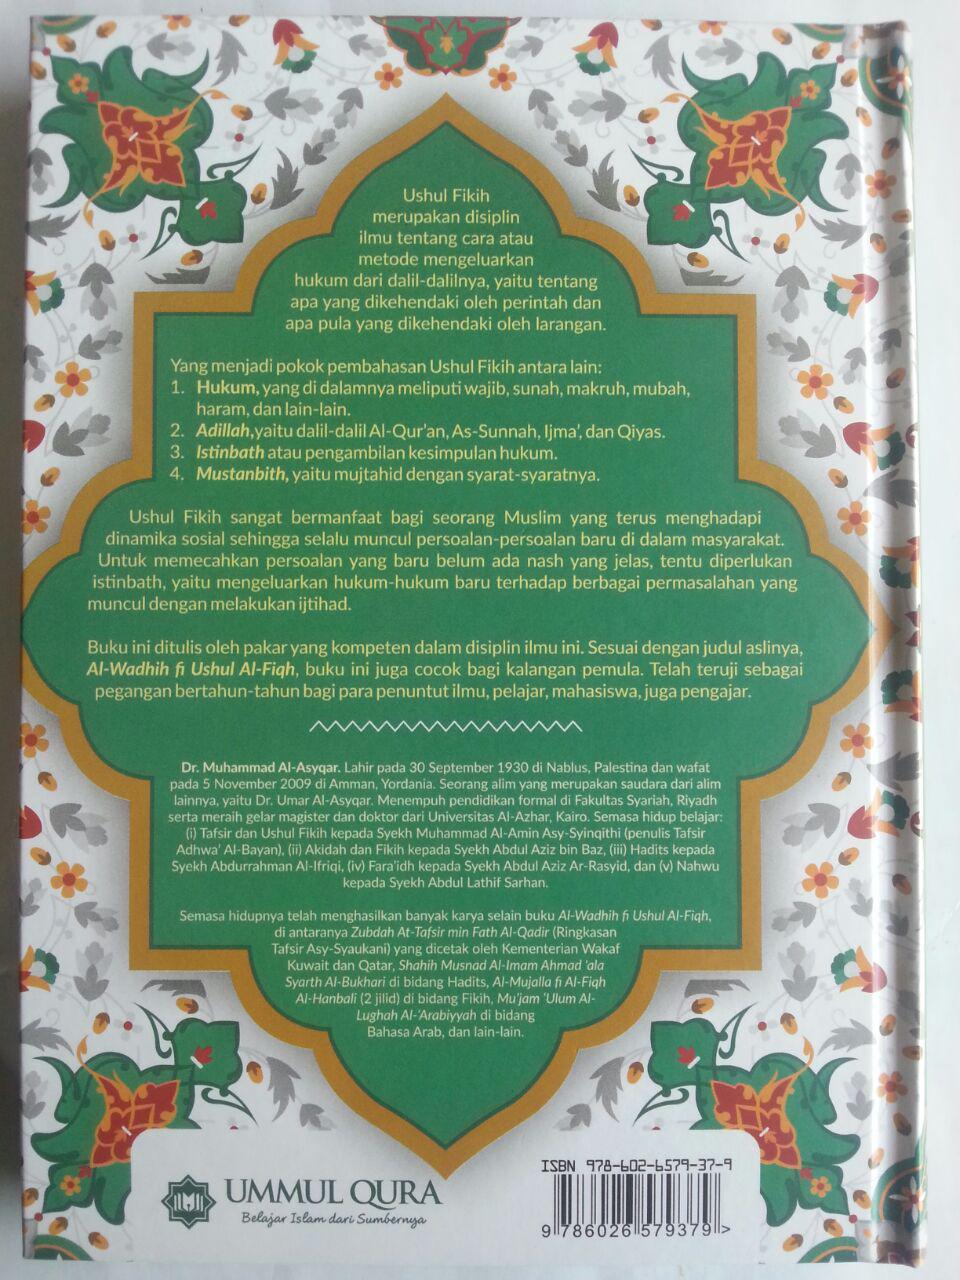 Ushul Fikih
merupakan disiplin
ilmu tentang cara atau
metode mengeluarkan
hukum dari dalil-dalilnya, yaitu tentang
apa yang dikehendaki oleh perintah dan
apa pula yang dikehendaki oleh larangan.
Yang menjadi pokok pembahasan Ushul Fikih antara lain:
1. Hukum, yang di dalamnya meliputi wajib, sunah, makruh, mubah,
haram, dan lain-lain.
2. Adillah,yaitu dalil-dalil Al-Qur'an, As-Sunnah, Ijma', dan Qiyas.
3. Istinbath atau pengambilan kesimpulan hukum.
4. Mustanbith, yaitu mujtahid dengan syarat-syaratnya.
Ushul Fikih sangat bermanfaat bagi seorang Muslim yang terus menghadapi
dinamika sosial sehingga selalu muncul persoalan-persoalan baru di dalam masyarakat.
Untuk memecahkan persoalan yang baru belum ada nash yang jelas, tentu diperlukan
istinbath, yaitu mengeluarkan hukum-hukum baru terhadap berbagai permasalahan yang
muncul dengan melakukan ijtihad.
Buku ini ditulis oleh pakar yang kompeten dalam disiplin ilmu ini. Sesuai dengan judul aslinya,
Al-Wadhih fi Ushul Al-Fiqh, buku ini juga cocok bagi kalangan pemula. Telah teruji sebagai
pegangan bertahun-tahun bagi para penuntut ilmu, pelajar, mahasiswa, juga pengajar.
Dr. Muhammad Al-Asyqar. Lahir pada 30 September 1930 di Nablus, Palestina dan wafat
pada 5 November 2009 di Amman, Yordania. Seorang alim yang merupakan saudara dari alim
lainnya, yaitu Dr. Umar Al-Asyqar. Menempuh pendidikan formal di Fakultas Syariah, Riyadh
serta meraih gelar magister dan doktor dari Universitas Al-Azhar, Kairo. Semasa hidup belajar:
(i) Tafsir dan Ushul Fikih kepada Syekh Muhammad Al-Amin Asy-Syinqithi (penulis Tafsir
Adhwa' Al-Bayan), (ii) Akidah dan Fikih kepada Syekh Abdul Aziz bin Baz, (iii) Hadits kepada
Syekh Abdurrahman Al-Ifriqi, (iv) Fara'idh kepada Syekh Abdul Aziz Ar-Rasyid, dan (v) Nahwu
kepada Syekh Abdul Lathif Sarhan.
Semasa hidupnya telah menghasilkan banyak karya selain buku Al-Wadhih fi Ushul Al-Fiqh,
di antaranya Zubdah At-Tafsir min Fath Al-Qadir (Ringkasan
Tafsir Asy-Syaukani) yang dicetak oleh Kementerian Wakaf
Kuwait dan Qatar, Shahih Musnad Al-Imam Ahmad 'ala
Syarth Al-Bukhari di bidang Hadits, Al-Mujalla fi Al-Fiqh
Al-Hanbali (2 jilid) di bidang Fikih, Mu'jam 'Ulum Al-
Lughah Al-'Arabiyyah di bidang
Bahasa Arab, dan lain-lain.
UMMUL QURA
Belajar Islam dari Sumbernya
ISBN 978-602-6579-37-9
9 786026 579379 >